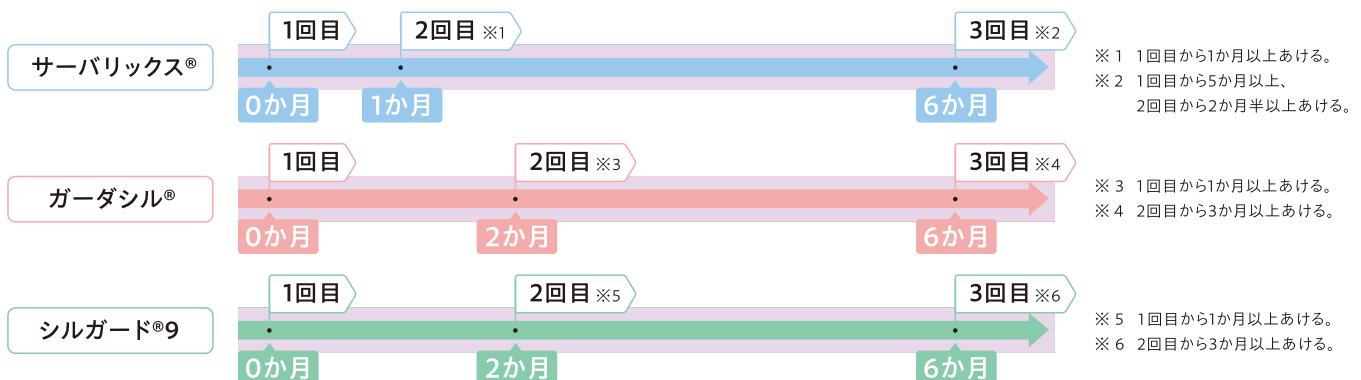 サーバリックス®
1回目
2回目 ※1
3回目 ※2
0か月
1か月
6か月
※1 1回目から1か月以上あける。
※2 1回目から5か月以上、
2回目から2か月半以上あける。
ガーダシル®
1回目
2回目 ※3
3回目 ※4
0か月
2か月
6か月
※3 1回目から1か月以上あける。
※4 2回目から3か月以上あける。
シルガード®9
1回目
2回目 ※5
3回目 ※6
0か月
2か月
6か月
※5 1回目から1か月以上あける。
※6 2回目から3か月以上あける。